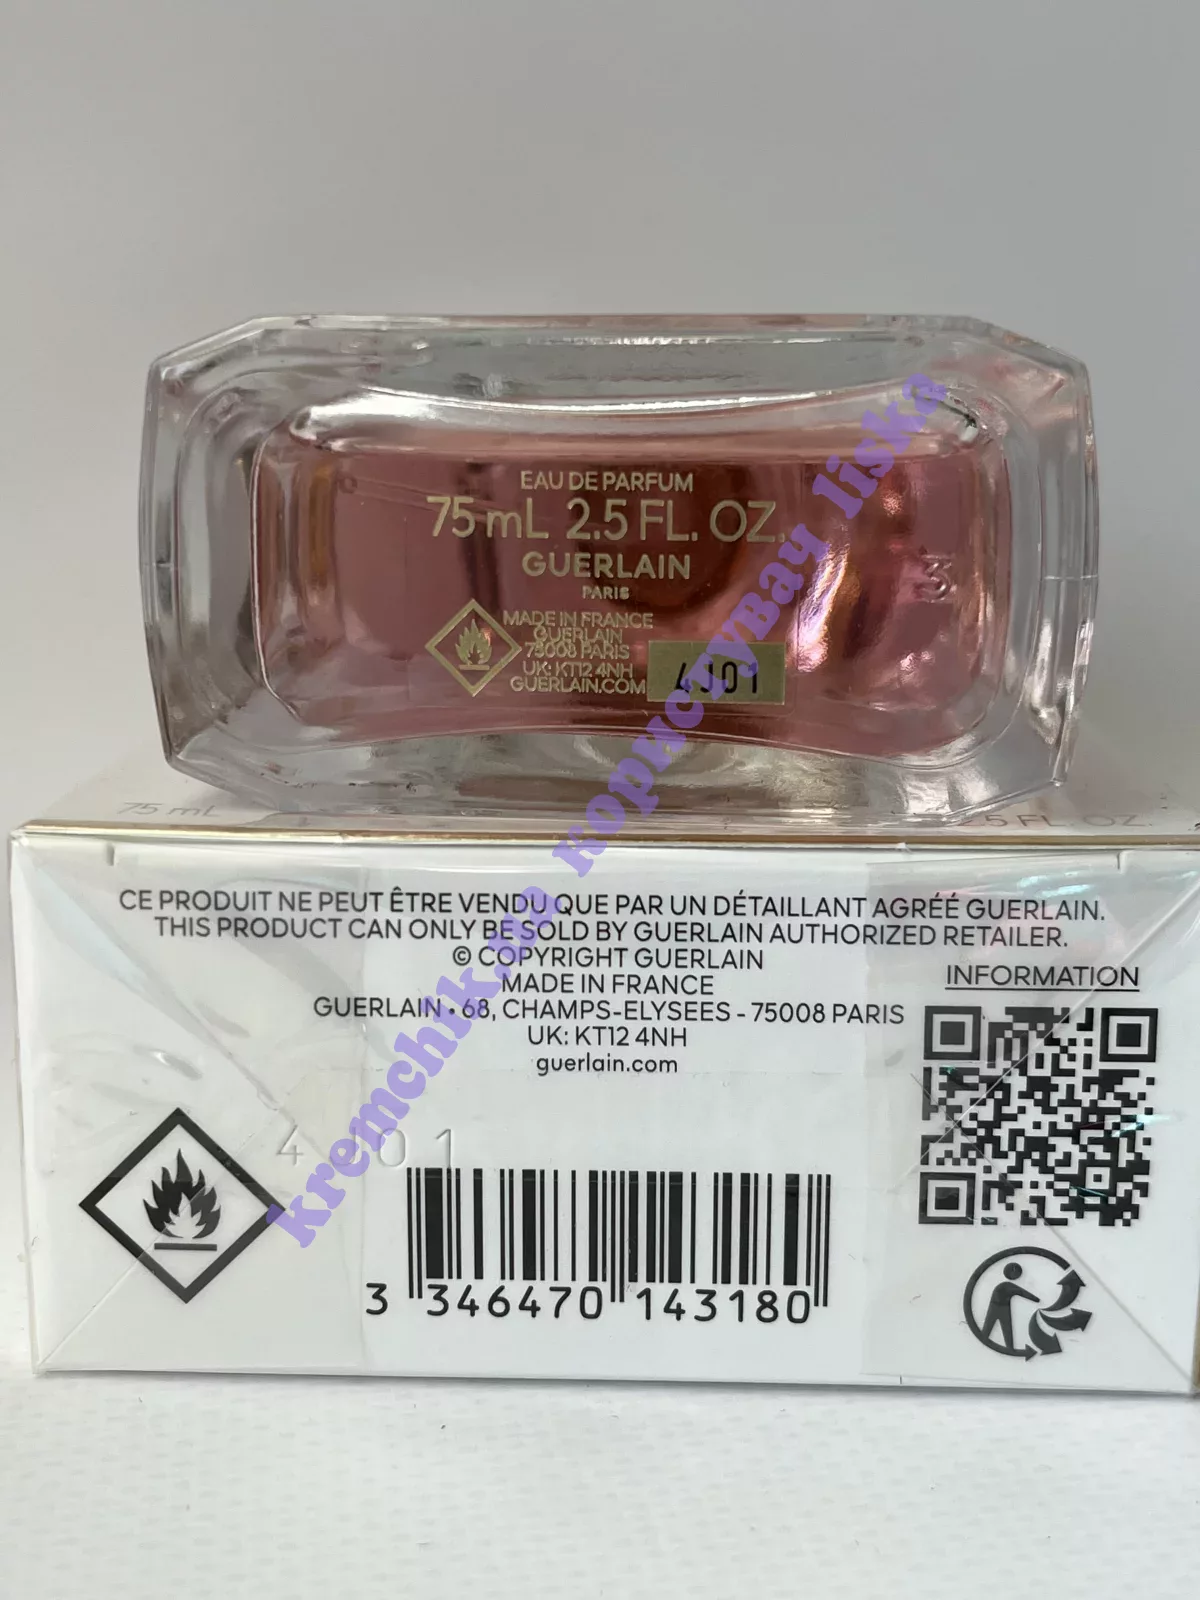 EAU DE PARFUM
75 mL 2.5 FL. OZ.
GUERLAIN
PARIS
MADE IN FRANCE
GUERLAIN
75008 PARIS
UK: KT12 4NH
GUERLAIN.COM
4J01
3
75 mL
2.5 FL. OZ.
CE PRODUIT NE PEUT ÊTRE VENDU QUE PAR UN DÉTAILLANT AGRÉÉ GUERLAIN.
THIS PRODUCT CAN ONLY BE SOLD BY GUERLAIN AUTHORIZED RETAILER.
© COPYRIGHT GUERLAIN
MADE IN FRANCE
GUERLAIN • 68, CHAMPS-ELYSEES - 75008 PARIS
UK: KT12 4NH
guerlain.com
INFORMATION
4J01
3 346470 143180
kremchik.ua користувач liska